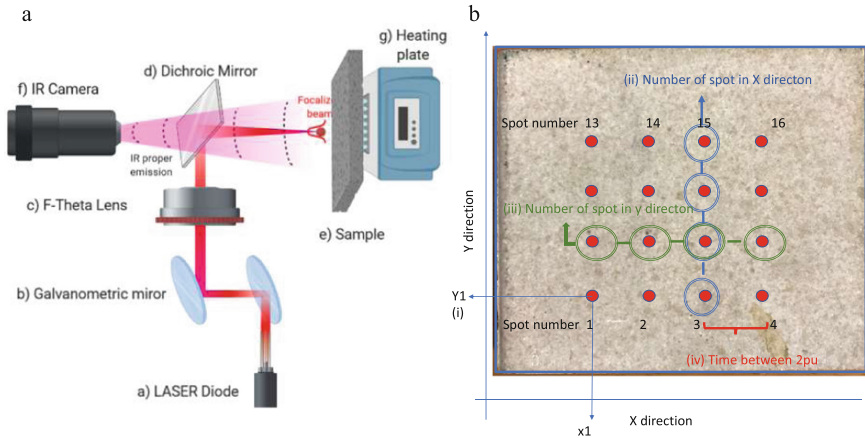 a
g) Heating
plate
d) Dichroic Mirror
f) IR Camera
Focalize
beam
IR proper
emission
c) F-Theta Lens
e) Sample
b) Galvanometric miror
a) LASER Diode
b
(ii) Number of spot in X directon
Spot number 13 14 15 16
(iii) Number of spot in y directon
Y direction
Y1
(i)
Spot number 1 2 3 4
(iv) Time between 2pu
X direction
x1